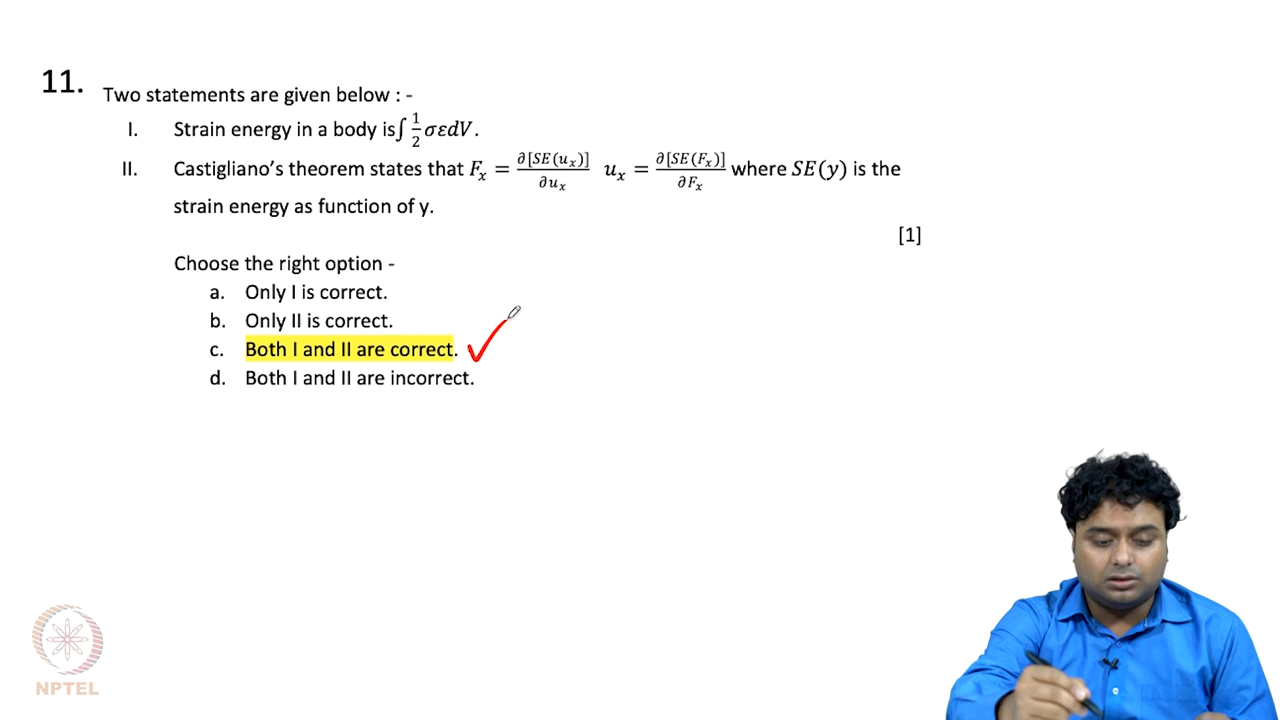 11. Two statements are given below : -
I. Strain energy in a body is∫ 1/2 σεdV.
II. Castigliano's theorem states that Fₓ = ∂[SE(uₓ)]/∂uₓ uₓ = ∂[SE(Fₓ)]/∂Fₓ where SE(y) is the
strain energy as function of y.
[1]
Choose the right option -
a. Only I is correct.
b. Only II is correct.
c. Both I and II are correct.
d. Both I and II are incorrect.
NPTEL